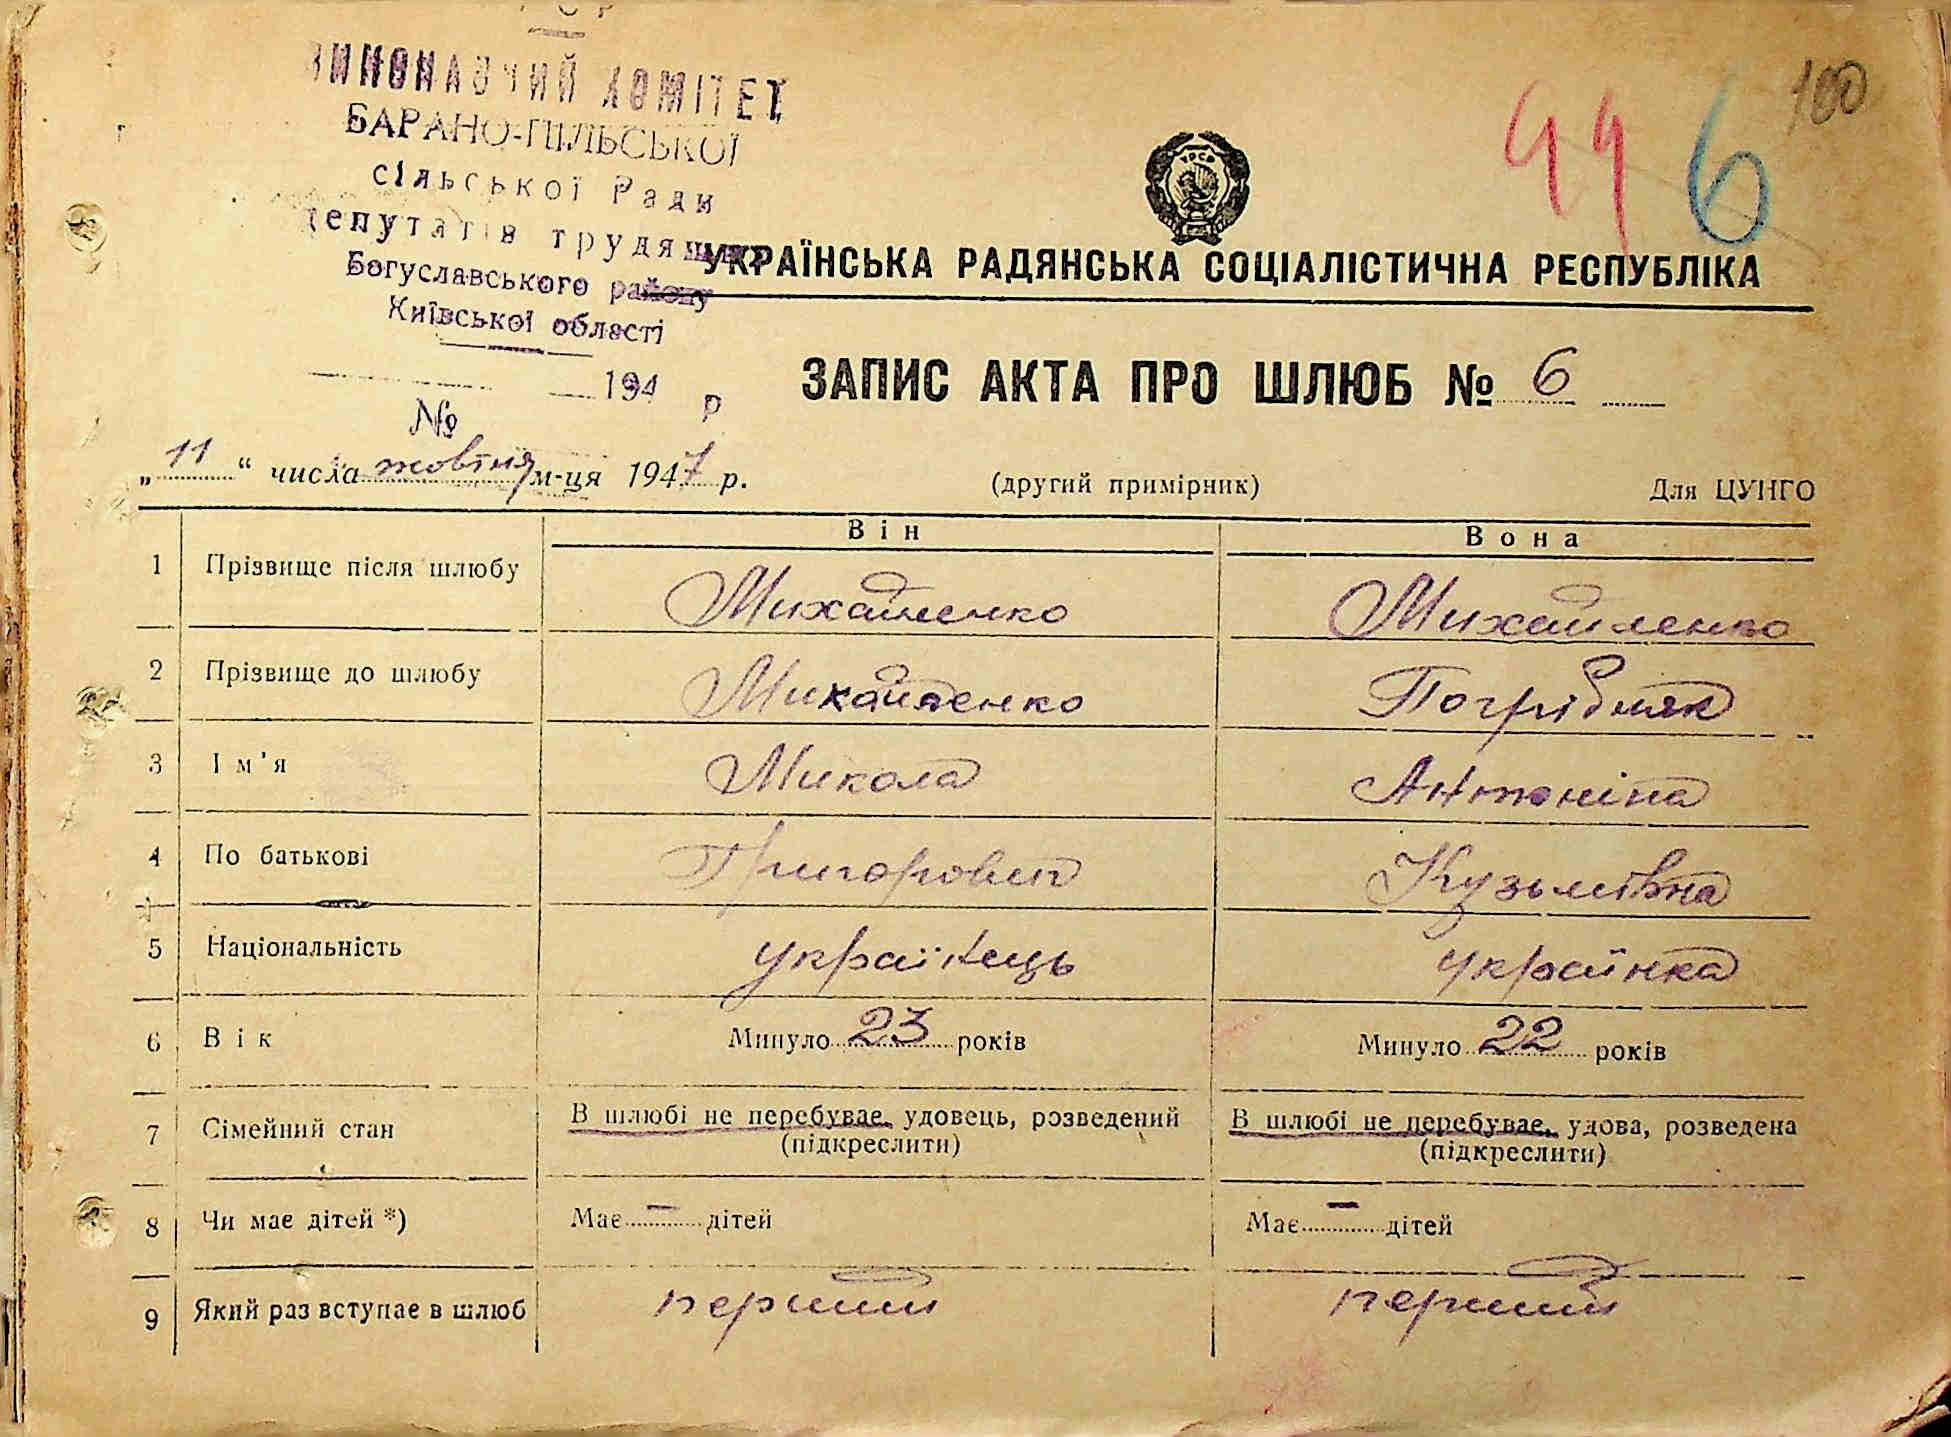 ВИКОНАВЧИЙ КОМІТЕТ
БАРАНО-ПІЛЬСЬКОЇ
сільської Ради
депутатів трудящих
Богуславського району
Київської області
194 р
№
100
996
УРСР
УКРАЇНСЬКА РАДЯНСЬКА СОЦІАЛІСТИЧНА РЕСПУБЛІКА
ЗАПИС АКТА ПРО ШЛЮБ № 6
„11“ числа жовтня м-ця 1947 р.
(другий примірник)
Для ЦУНГО
Він Вона
1 Прізвище після шлюбу Михайленко Михайленко
2 Прізвище до шлюбу Михайленко Погрібняк
3 Ім'я Микола Антоніна
4 По батькові Григорович Кузьмівна
5 Національність українець українка
6 Вік Минуло 23 років Минуло 22 років
7 Сімейний стан В шлюбі не перебуває, удовець, розведений В шлюбі не перебуває, удова, розведена
(підкреслити) (підкреслити)
8 Чи має дітей *) Має — дітей Має — дітей
9 Який раз вступає в шлюб перший перший